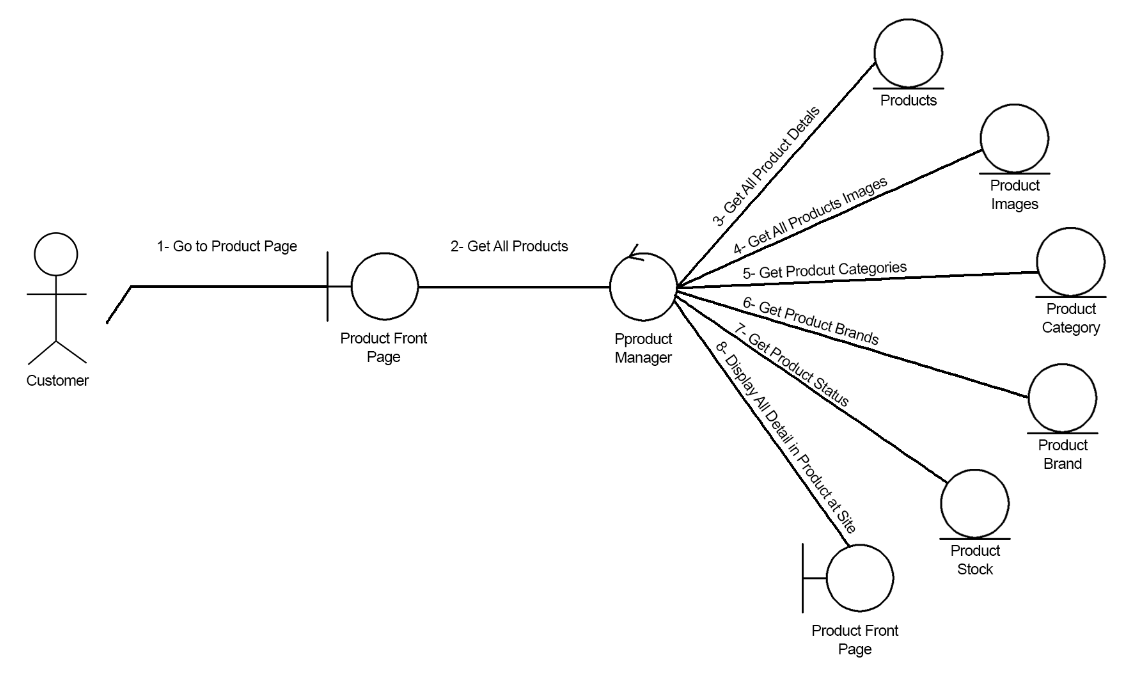 Products
3- Get All Product Detals
Product
Images
4- Get All Products Images
1- Go to Product Page
2- Get All Products
5- Get Prodcut Categories
Product
Category
6- Get Product Brands
Product Front
Page
Pproduct
Manager
7- Get Product Status
Customer
8- Display All Detail in Product at Site
Product
Brand
Product
Stock
Product Front
Page